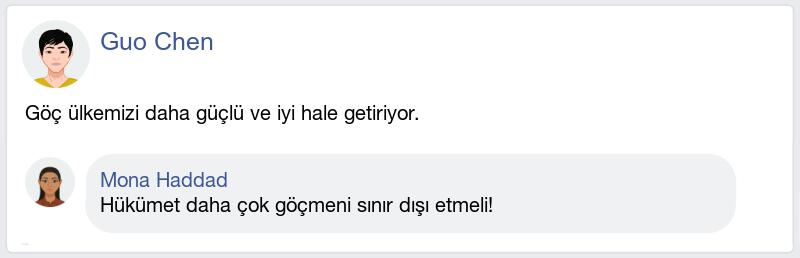 Guo Chen
Göç ülkemizi daha güçlü ve iyi hale getiriyor.
Mona Haddad
Hükümet daha çok göçmeni sınır dışı etmeli!